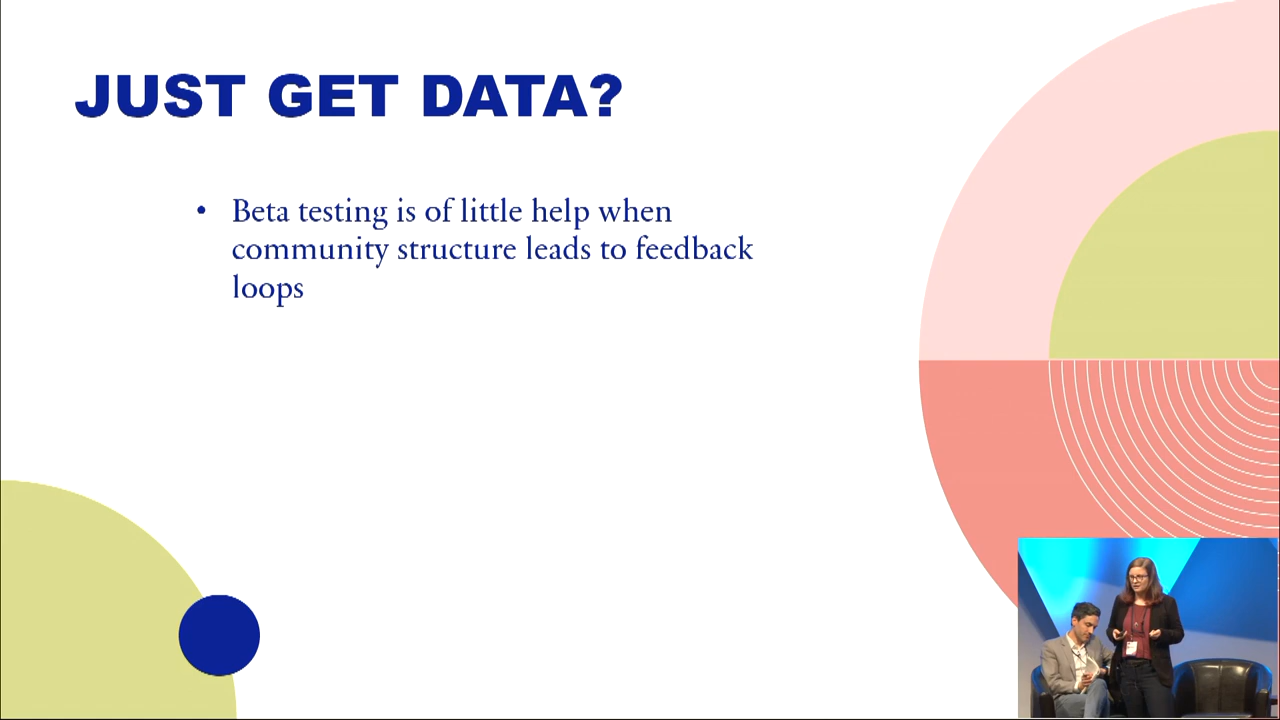 JUST GET DATA?
• Beta testing is of little help when
community structure leads to feedback
loops